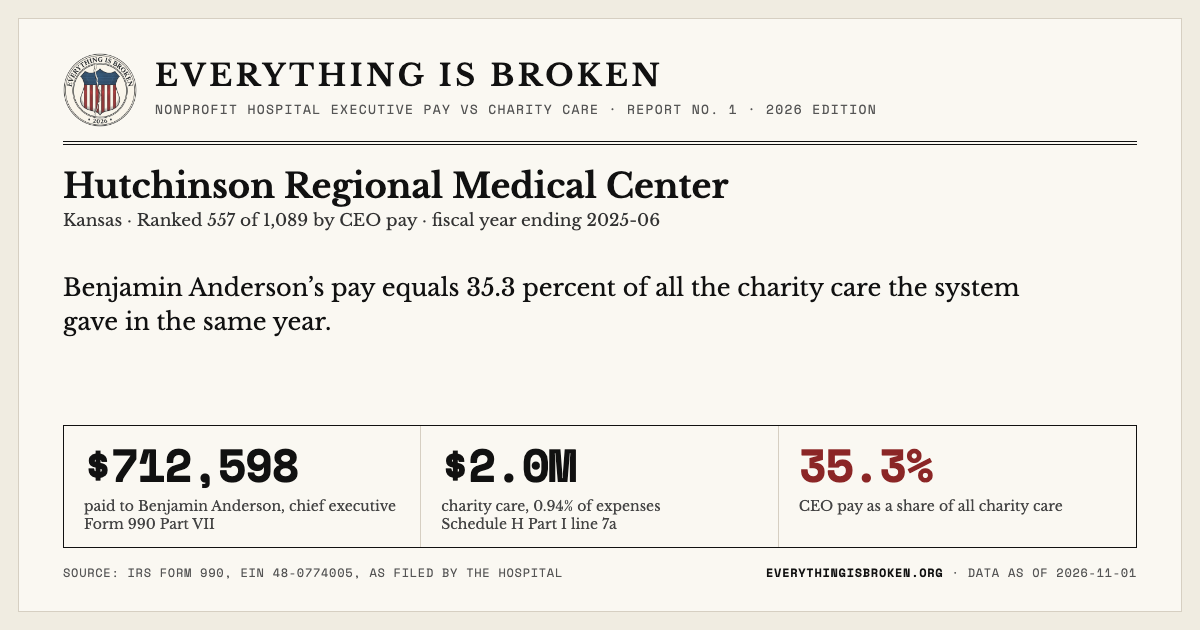 EVERYTHING IS BROKEN
2026
EVERYTHING IS BROKEN
NONPROFIT HOSPITAL EXECUTIVE PAY VS CHARITY CARE · REPORT NO. 1 · 2026 EDITION
Hutchinson Regional Medical Center
Kansas · Ranked 557 of 1,089 by CEO pay · fiscal year ending 2025-06
Benjamin Anderson’s pay equals 35.3 percent of all the charity care the system
gave in the same year.
$712,598
paid to Benjamin Anderson, chief executive
Form 990 Part VII
$2.0M
charity care, 0.94% of expenses
Schedule H Part I line 7a
35.3%
CEO pay as a share of all charity care
SOURCE: IRS FORM 990, EIN 48-0774005, AS FILED BY THE HOSPITAL
EVERYTHINGISBROKEN.ORG · DATA AS OF 2026-11-01